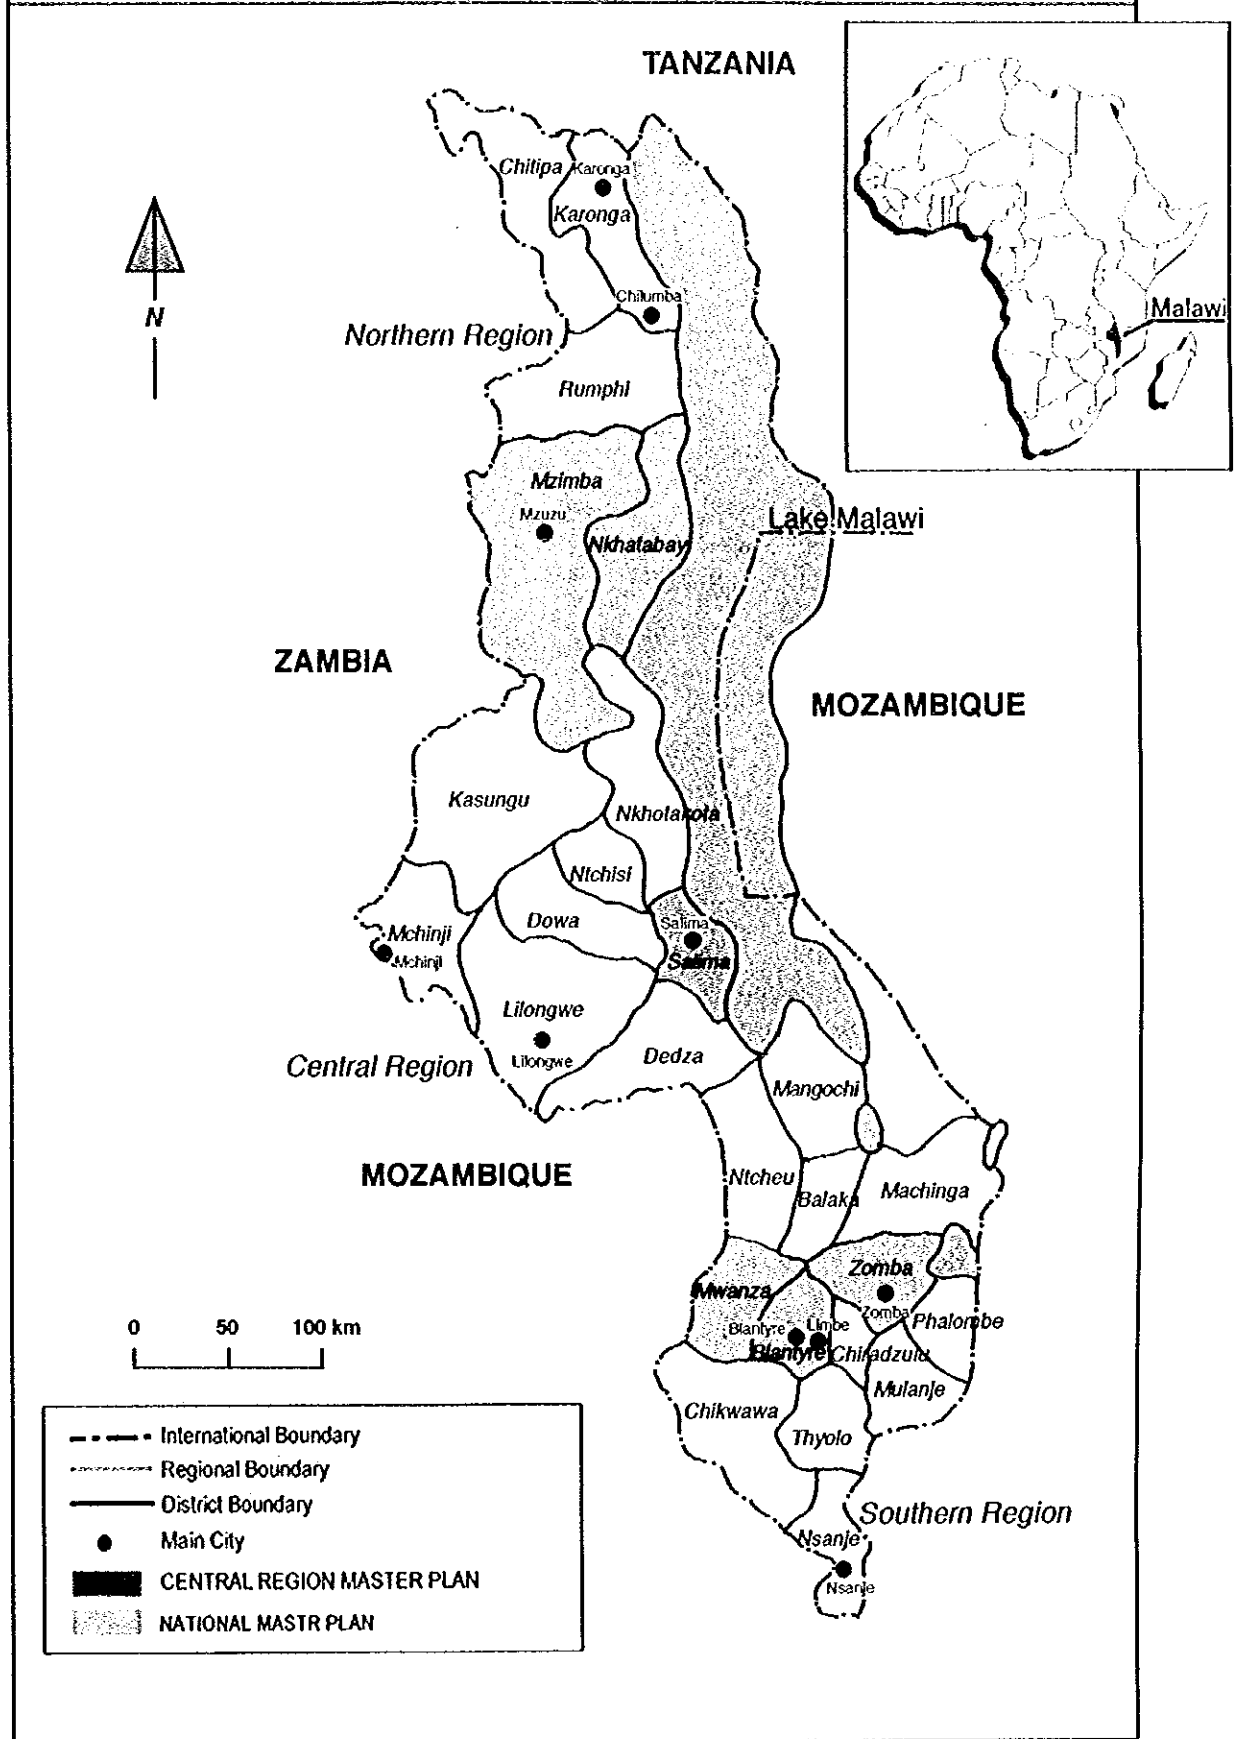 TANZANIA
Chitipa
Karonga
Karonga
Malawi
Chilumba
N
Northern Region
Rumphi
Mzimba
Mzuzu
Lake Malawi
Nkhatabay
ZAMBIA
MOZAMBIQUE
Kasungu
Nkhotakota
Ntchisi
Dowa
Salima
Salima
Mchinji
Mchinji
Lilongwe
Lilongwe
Dedza
Central Region
Mangochi
MOZAMBIQUE
Ntcheu
Balaka
Machinga
Zomba
Zomba
Mwanza
Phalombe
Blantyre
Limbe
Blantyre
Chiradzulu
Mulanje
Chikwawa
Thyolo
0 50 100 km
Southern Region
Nsanje
Nsanje
International Boundary
Regional Boundary
District Boundary
Main City
CENTRAL REGION MASTER PLAN
NATIONAL MASTR PLAN